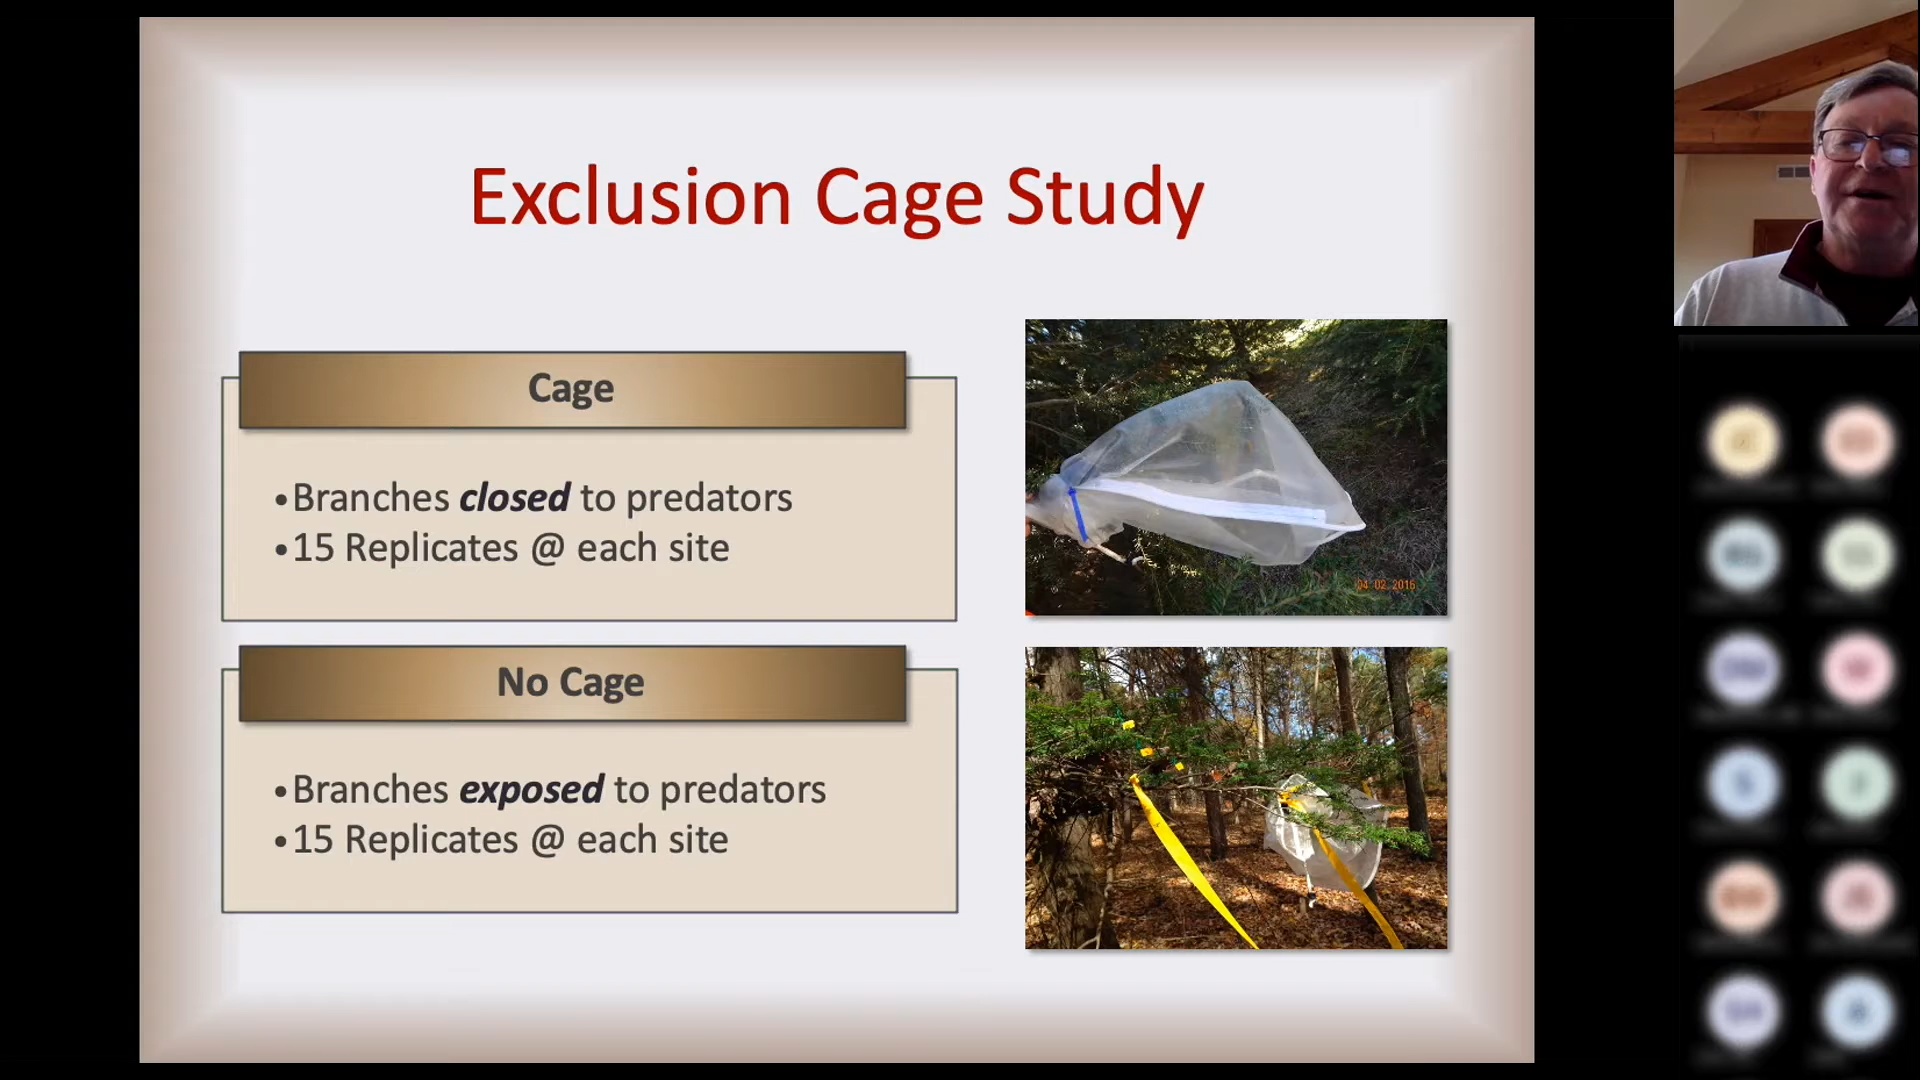 Exclusion Cage Study
Cage
•Branches closed to predators
•15 Replicates @ each site
04 02 2016
No Cage
•Branches exposed to predators
•15 Replicates @ each site